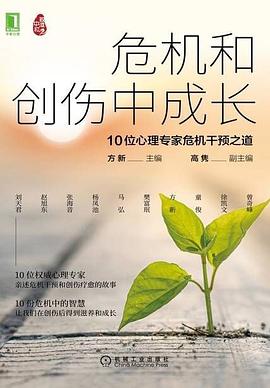 危机和
创伤中成长
10位心理专家危机干预之道
方新 主编 高隽 副主编
曾奇峰
徐凯文
童俊
方新
樊富珉
马弘
杨凤池
张海音
赵旭东
刘天君
10位权威心理专家
亲述危机干预和创伤疗愈的故事
10份危机中的智慧
让我们在创伤后得到滋养和成长
机械工业出版社
China Machine Press